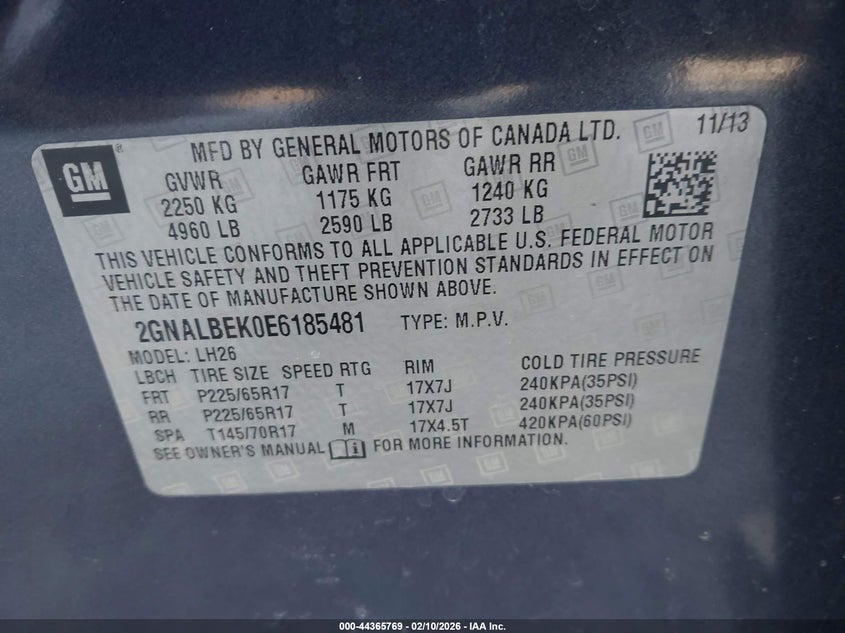 GM
MFD BY GENERAL MOTORS OF CANADA LTD. 11/13
GVWR GAWR FRT GAWR RR
2250 KG 1175 KG 1240 KG
4960 LB 2590 LB 2733 LB
THIS VEHICLE CONFORMS TO ALL APPLICABLE U.S. FEDERAL MOTOR
VEHICLE SAFETY AND THEFT PREVENTION STANDARDS IN EFFECT ON
THE DATE OF MANUFACTURE SHOWN ABOVE.
2GNALBEK0E6185481 TYPE: M.P.V.
MODEL: LH26
LBCH TIRE SIZE SPEED RTG RIM COLD TIRE PRESSURE
FRT P225/65R17 T 17X7J 240KPA(35PSI)
RR P225/65R17 T 17X7J 240KPA(35PSI)
SPA T145/70R17 M 17X4.5T 420KPA(60PSI)
SEE OWNER'S MANUAL i FOR MORE INFORMATION.
000-44365769 - 02/10/2026 - IAA Inc.